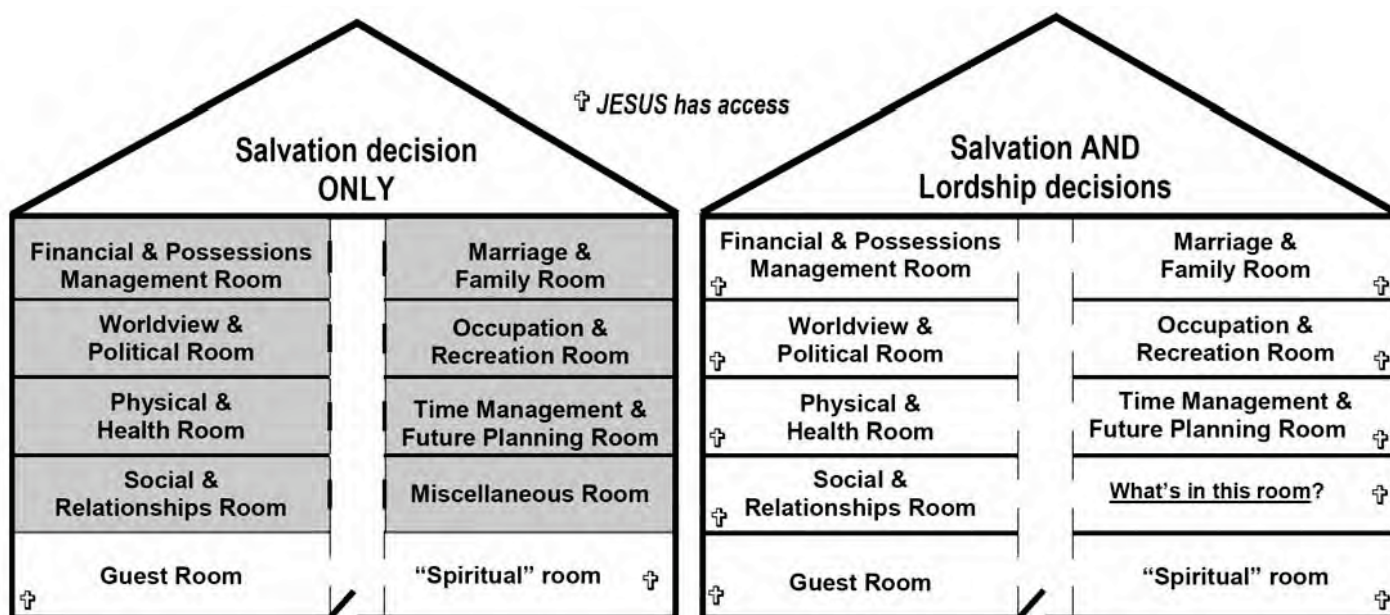 ✞ JESUS has access
Salvation decision
ONLY
Financial & Possessions
Management Room
Marriage &
Family Room
Worldview &
Political Room
Occupation &
Recreation Room
Physical &
Health Room
Time Management &
Future Planning Room
Social &
Relationships Room
Miscellaneous Room
Guest Room
“Spiritual” room
Salvation AND
Lordship decisions
Financial & Possessions
Management Room
Marriage &
Family Room
Worldview &
Political Room
Occupation &
Recreation Room
Physical &
Health Room
Time Management &
Future Planning Room
Social &
Relationships Room
What’s in this room?
Guest Room
“Spiritual” room